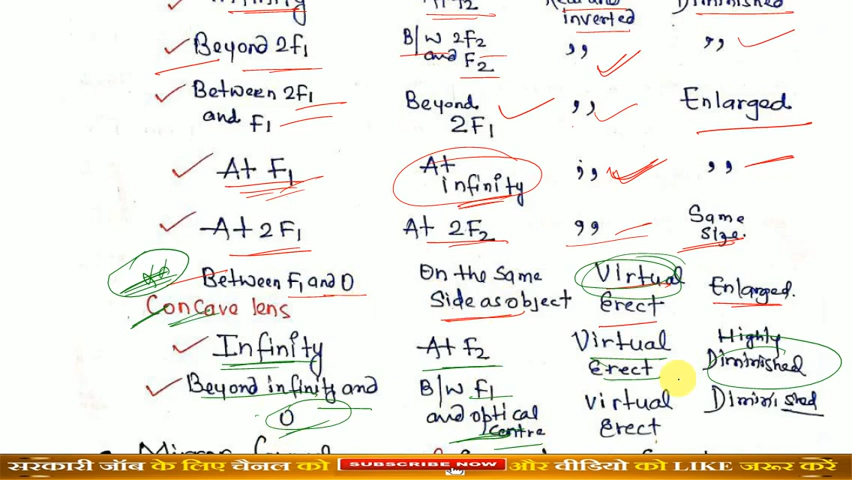 inverted
Beyond 2F1 B/w 2F2 and F2 ,, ,,
Between 2F1 and F1 Beyond 2F1 ,, Enlarged
At F1 At infinity ,, ,,
At 2F1 At 2F2 ,, Same size.
Between F1 and O On the same Side as object Virtual Erect Enlarged.
Concave lens
Infinity At F2 Virtual Erect Highly Diminished
Beyond infinity and O B/w F1 and optical centre virtual Erect Diminished
सरकारी जॉब के लिए चैनल को SUBSCRIBE NOW और वीडियो को LIKE जरूर करे